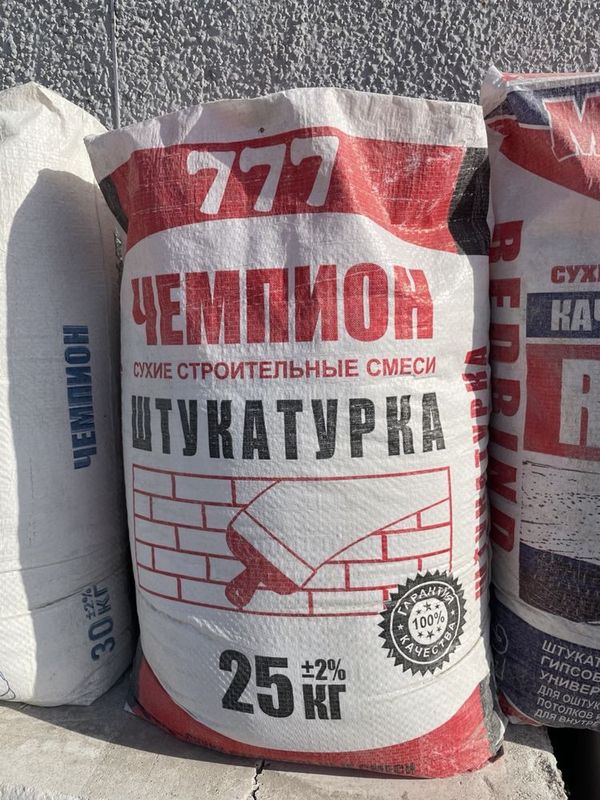 777
ЧЕМПИОН
СУХИЕ СТРОИТЕЛЬНЫЕ СМЕСИ
ШТУКАТУРКА
ГАРАНТИЯ
100%
КАЧЕСТВА
25 ±2% КГ
ЧЕМПИОН
30 ±2% КГ
REDBIND
КАЧ
R
ШТУКАТ
ГИПСОВ
УНИВЕР
ДЛЯ ОШТУК
ПОТОЛКОВ
ДЛЯ ВНУТР